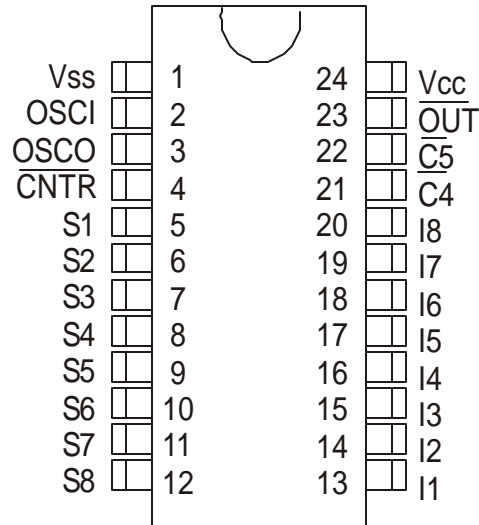 Vss 1 24 Vcc
OSCI 2 23 OUT
OSCO 3 22 C5
CNTR 4 21 C4
S1 5 20 I8
S2 6 19 I7
S3 7 18 I6
S4 8 17 I5
S5 9 16 I4
S6 10 15 I3
S7 11 14 I2
S8 12 13 I1